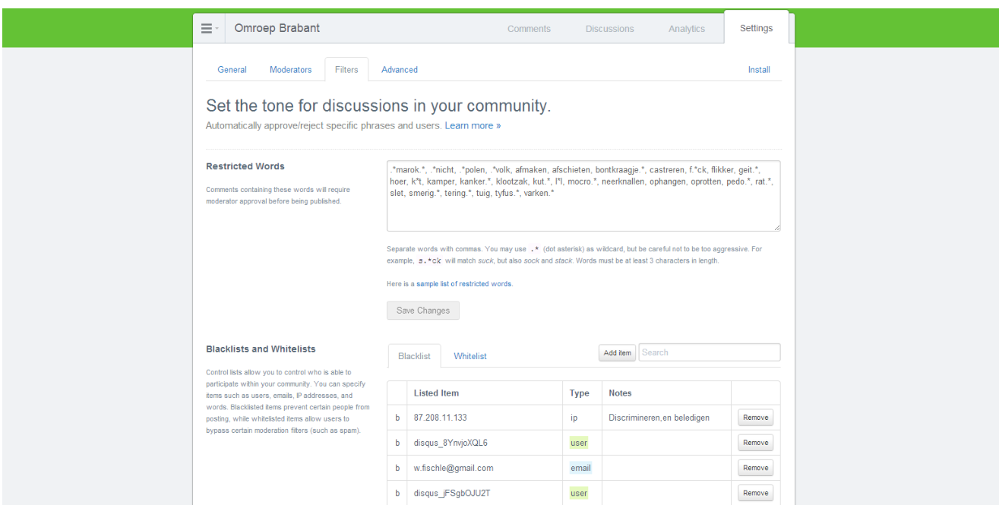 Omroep Brabant Comments Discussions Analytics Settings
General Moderators Filters Advanced Install
Set the tone for discussions in your community.
Automatically approve/reject specific phrases and users. Learn more »
Restricted Words
Comments containing these words will require
moderator approval before being published.
.*marok.*, .*nicht, .*polen, .*volk, afmaken, afschieten, bontkraagje.*, castreren, f.*ck, flikker, geit.*,
hoer, k*t, kamper, kanker.*, klootzak, kut.*, l*l, mocro.*, neerknallen, ophangen, oprotten, pedo.*, rat.*,
slet, smerig.*, tering.*, tuig, tyfus.*, varken.*
Separate words with commas. You may use .* (dot asterisk) as wildcard, but be careful not to be too aggressive. For
example, s.*ck will match suck, but also sock and stack. Words must be at least 3 characters in length.
Here is a sample list of restricted words.
Save Changes
Blacklists and Whitelists
Control lists allow you to control who is able to
participate within your community. You can specify
items such as users, emails, IP addresses, and
words. Blacklisted items prevent certain people from
posting, while whitelisted items allow users to
bypass certain moderation filters (such as spam).
Blacklist Whitelist Add item Search
Listed Item Type Notes
b 87.208.11.133 ip Discrimineren,en beledigen Remove
b disqus_8YnvjoXQL6 user Remove
b w.fischle@gmail.com email Remove
b disqus_jFSgbOJU2T user Remove